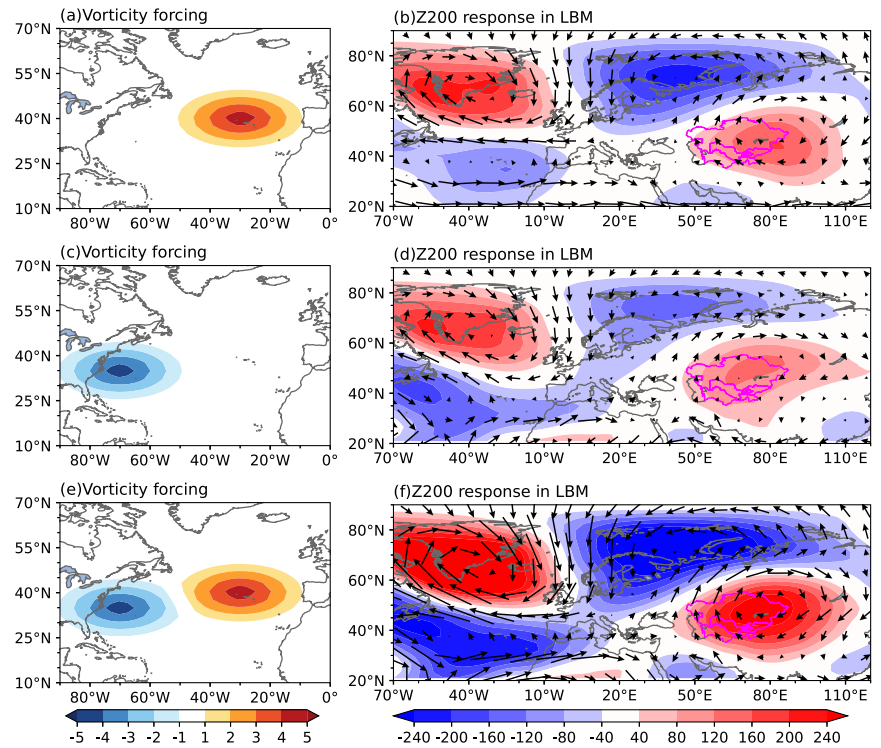 (a)Vorticity forcing
(b)Z200 response in LBM
70°N
55°N
40°N
25°N
10°N
80°W 60°W 40°W 20°W 0°
80°N
60°N
40°N
20°N
70°W 40°W 10°W 20°E 50°E 80°E 110°E
(c)Vorticity forcing
(d)Z200 response in LBM
70°N
55°N
40°N
25°N
10°N
80°W 60°W 40°W 20°W 0°
80°N
60°N
40°N
20°N
70°W 40°W 10°W 20°E 50°E 80°E 110°E
(e)Vorticity forcing
(f)Z200 response in LBM
70°N
55°N
40°N
25°N
10°N
80°W 60°W 40°W 20°W 0°
80°N
60°N
40°N
20°N
70°W 40°W 10°W 20°E 50°E 80°E 110°E
-5 -4 -3 -2 -1 1 2 3 4 5
-240 -200 -160 -120 -80 -40 40 80 120 160 200 240